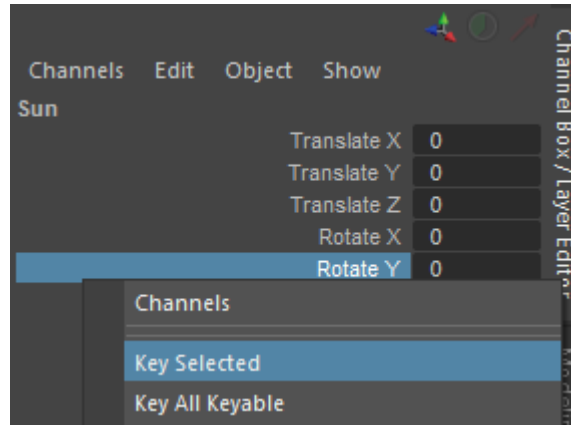 Channels Edit Object Show
Sun
Translate X 0
Translate Y 0
Translate Z 0
Rotate X 0
Rotate Y 0
Channels
Key Selected
Key All Keyable
Channel Box / Layer Editor